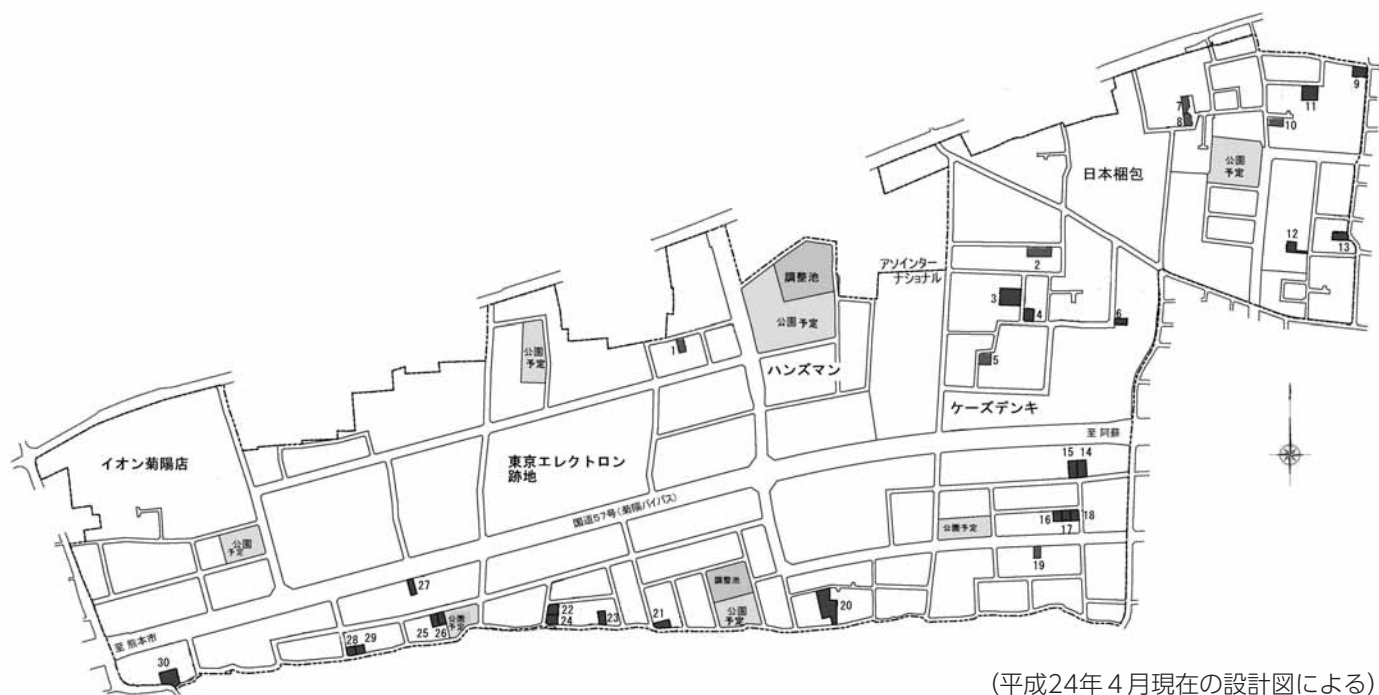 9
7
11
8
10
公園
予定
日本梱包
12
13
アソインター
ナショナル
2
調整池
3
4
6
公園予定
公園
予定
1
5
ハンズマン
ケーズデンキ
至 阿蘇
イオン菊陽店
東京エレクトロン
跡地
15 14
国道57号(菊陽バイパス)
公園予定
16
18
17
公園
予定
19
調整池
27
22
24
23
21
公園
予定
20
公園
予定
25
26
至 熊本市
28
29
30
(平成24年4月現在の設計図による)